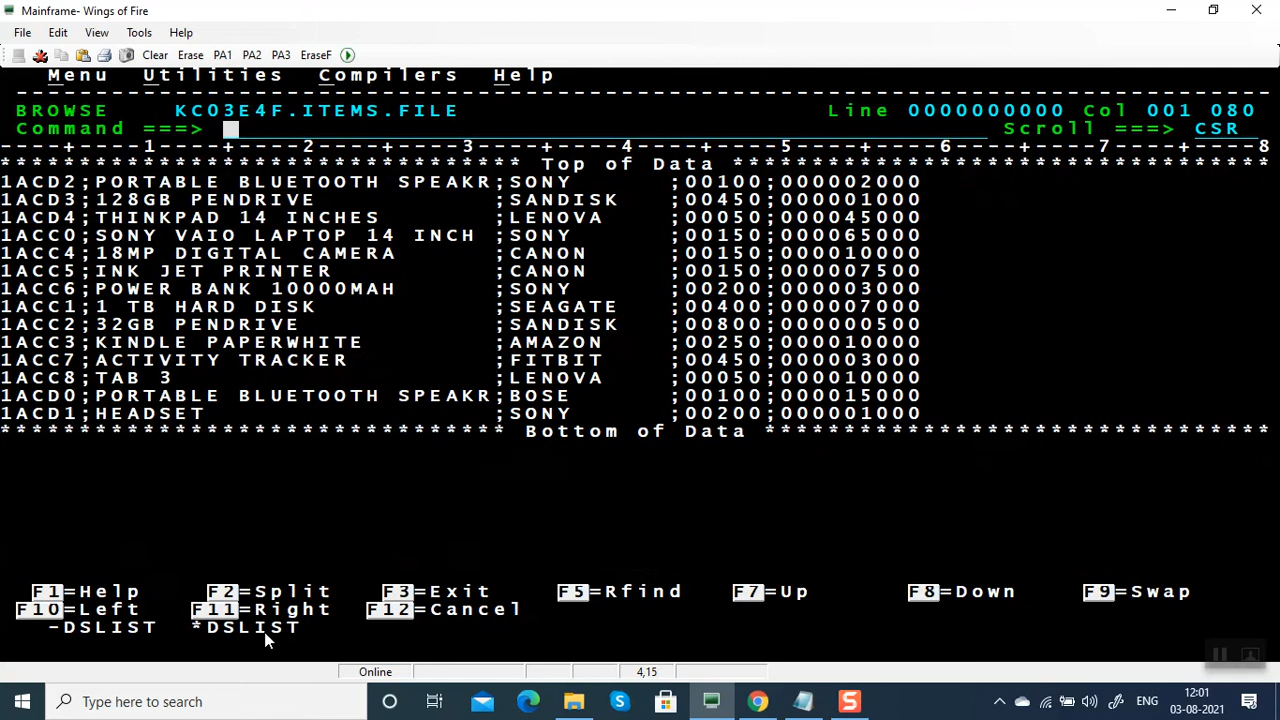 Mainframe- Wings of Fire
File Edit View Tools Help
Clear Erase PA1 PA2 PA3 EraseF
Menu Utilities Compilers Help
--------------------------------------------------------------------------------
BROWSE KC03E4F.ITEMS.FILE Line 0000000000 Col 001 080
Command ===> Scroll ===> CSR
----+----1----+----2----+----3----+----4----+----5----+----6----+----7----+----8
********************************* Top of Data **********************************
1ACD2;PORTABLE BLUETOOTH SPEAKR;SONY ;00100;000002000
1ACD3;128GB PENDRIVE ;SANDISK ;00450;000001000
1ACD4;THINKPAD 14 INCHES ;LENOVA ;00050;000045000
1ACC0;SONY VAIO LAPTOP 14 INCH ;SONY ;00150;000065000
1ACC4;18MP DIGITAL CAMERA ;CANON ;00150;000010000
1ACC5;INK JET PRINTER ;CANON ;00150;000007500
1ACC6;POWER BANK 10000MAH ;SONY ;00200;000003000
1ACC1;1 TB HARD DISK ;SEAGATE ;00400;000007000
1ACC2;32GB PENDRIVE ;SANDISK ;00800;000000500
1ACC3;KINDLE PAPERWHITE ;AMAZON ;00250;000010000
1ACC7;ACTIVITY TRACKER ;FITBIT ;00450;000003000
1ACC8;TAB 3 ;LENOVA ;00050;000010000
1ACD0;PORTABLE BLUETOOTH SPEAKR;BOSE ;00100;000015000
1ACD1;HEADSET ;SONY ;00200;000001000
******************************** Bottom of Data ********************************
F1=Help F2=Split F3=Exit F5=Rfind F7=Up F8=Down F9=Swap
F10=Left F11=Right F12=Cancel
-DSLIST *DSLIST
Online 4,15
Type here to search ENG 12:01
03-08-2021